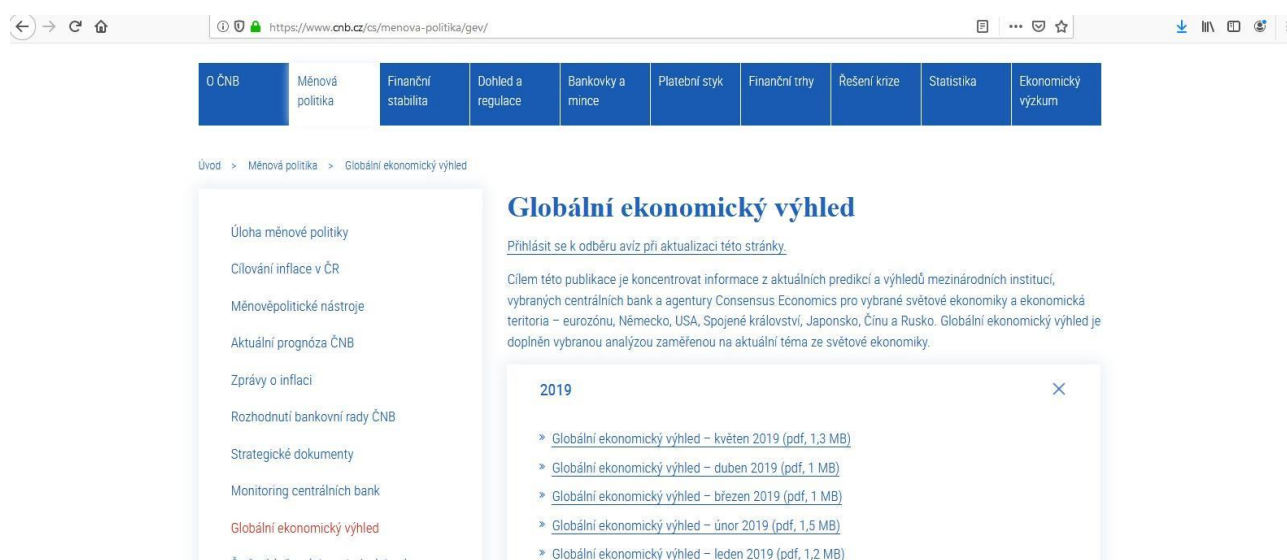 https://www.cnb.cz/cs/menova-politika/gev/
O ČNB
Měnová
politika
Finanční
stabilita
Dohled a
regulace
Bankovky a
mince
Platební styk
Finanční trhy
Řešení krize
Statistika
Ekonomický
výzkum
Úvod > Měnová politika > Globální ekonomický výhled
Úloha měnové politiky
Cílování inflace v ČR
Měnověpolitické nástroje
Aktuální prognóza ČNB
Zprávy o inflaci
Rozhodnutí bankovní rady ČNB
Strategické dokumenty
Monitoring centrálních bank
Globální ekonomický výhled
Globální ekonomický výhled
Přihlásit se k odběru avíz při aktualizaci této stránky.
Cílem této publikace je koncentrovat informace z aktuálních predikcí a výhledů mezinárodních institucí,
vybraných centrálních bank a agentury Consensus Economics pro vybrané světové ekonomiky a ekonomická
teritoria – eurozónu, Německo, USA, Spojené království, Japonsko, Čínu a Rusko. Globální ekonomický výhled je
doplněn vybranou analýzou zaměřenou na aktuální téma ze světové ekonomiky.
2019
» Globální ekonomický výhled – květen 2019 (pdf, 1,3 MB)
» Globální ekonomický výhled – duben 2019 (pdf, 1 MB)
» Globální ekonomický výhled – březen 2019 (pdf, 1 MB)
» Globální ekonomický výhled – únor 2019 (pdf, 1,5 MB)
» Globální ekonomický výhled – leden 2019 (pdf, 1,2 MB)